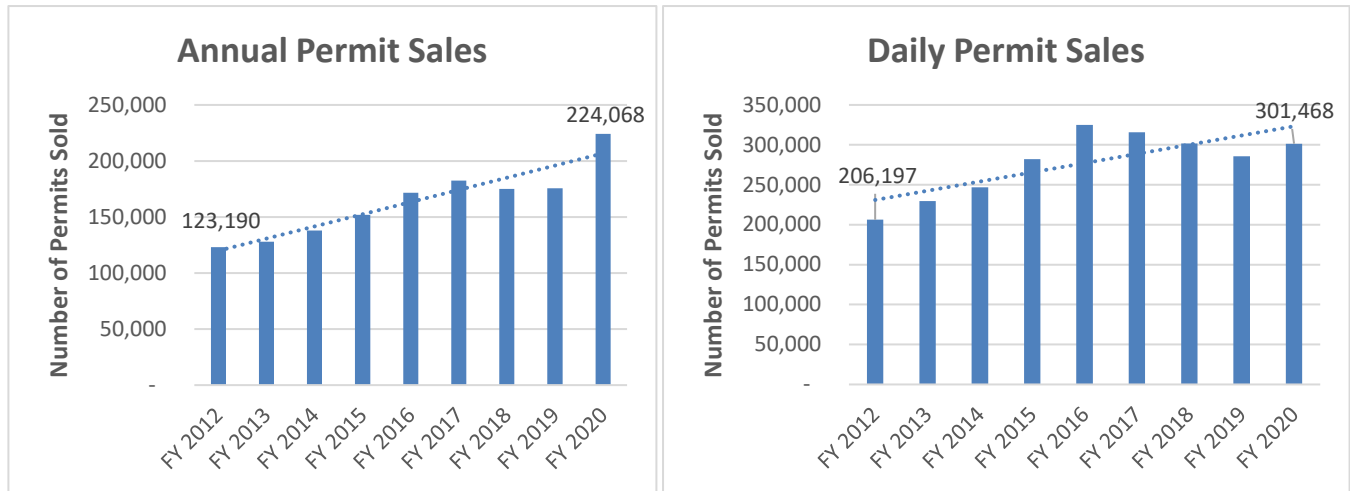 Annual Permit Sales
Number of Permits Sold
250,000
200,000
150,000
100,000
50,000
-
123,190
224,068
FY 2012
FY 2013
FY 2014
FY 2015
FY 2016
FY 2017
FY 2018
FY 2019
FY 2020
Daily Permit Sales
Number of Permits Sold
350,000
300,000
250,000
200,000
150,000
100,000
50,000
-
206,197
301,468
FY 2012
FY 2013
FY 2014
FY 2015
FY 2016
FY 2017
FY 2018
FY 2019
FY 2020